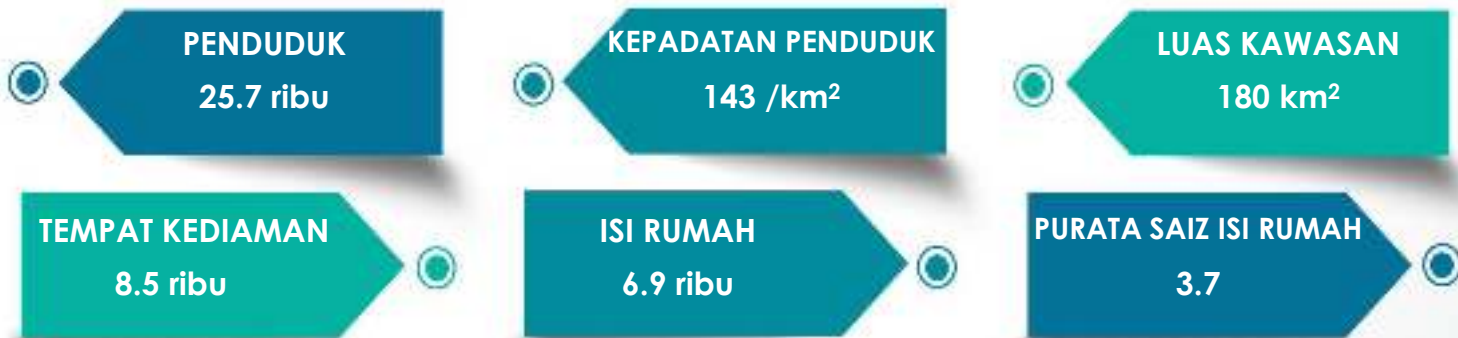 PENDUDUK
25.7 ribu
KEPADATAN PENDUDUK
143 /km²
LUAS KAWASAN
180 km²
TEMPAT KEDIAMAN
8.5 ribu
ISI RUMAH
6.9 ribu
PURATA SAIZ ISI RUMAH
3.7